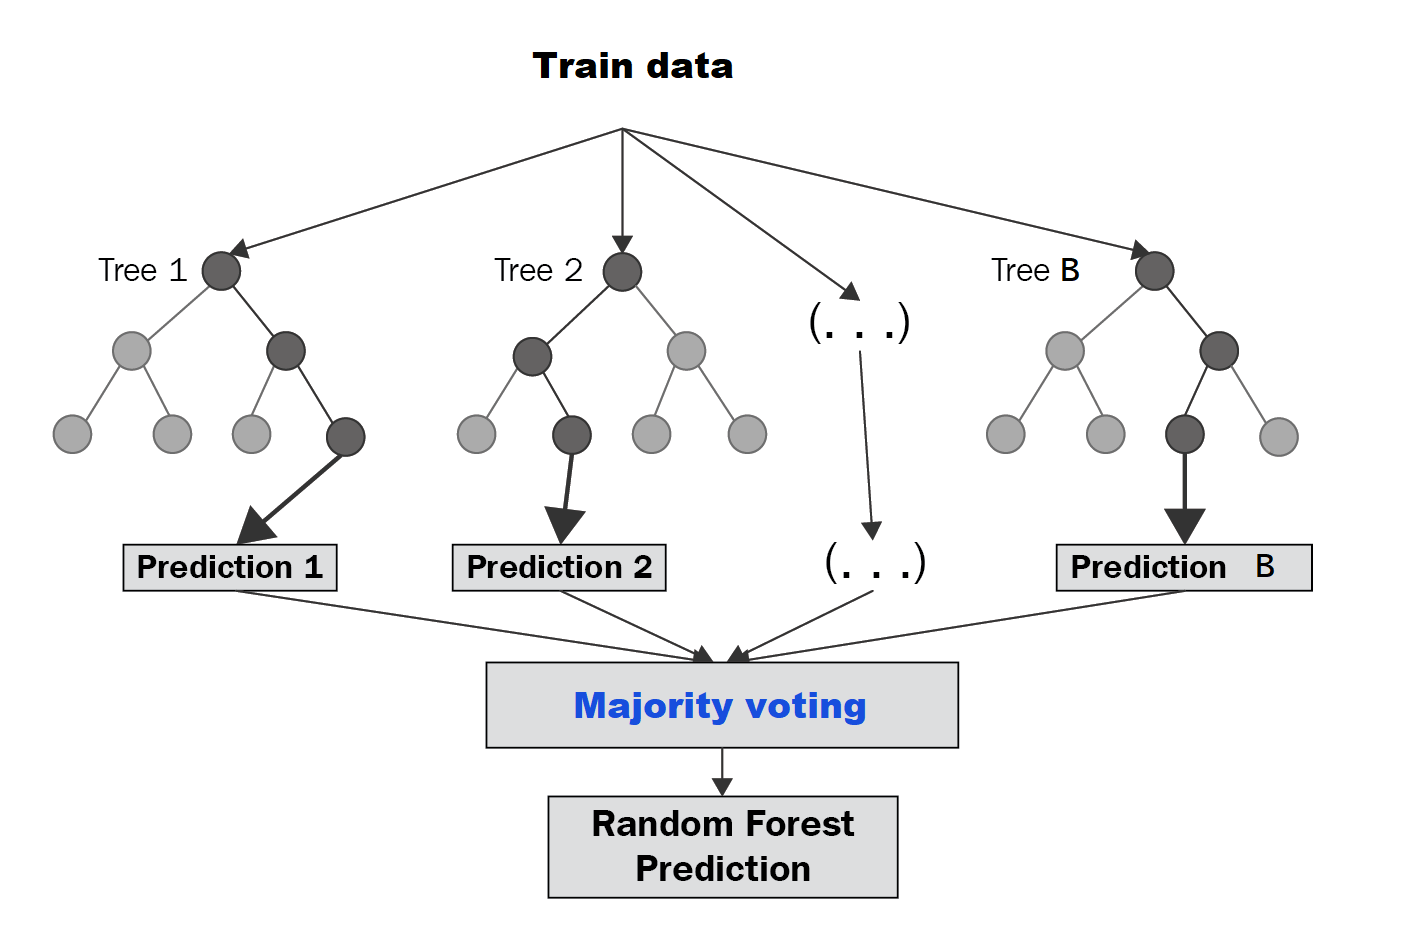 Train data
Tree 1
Tree 2
(. . .)
Tree B
Prediction 1
Prediction 2
(. . .)
Prediction B
Majority voting
Random Forest
Prediction